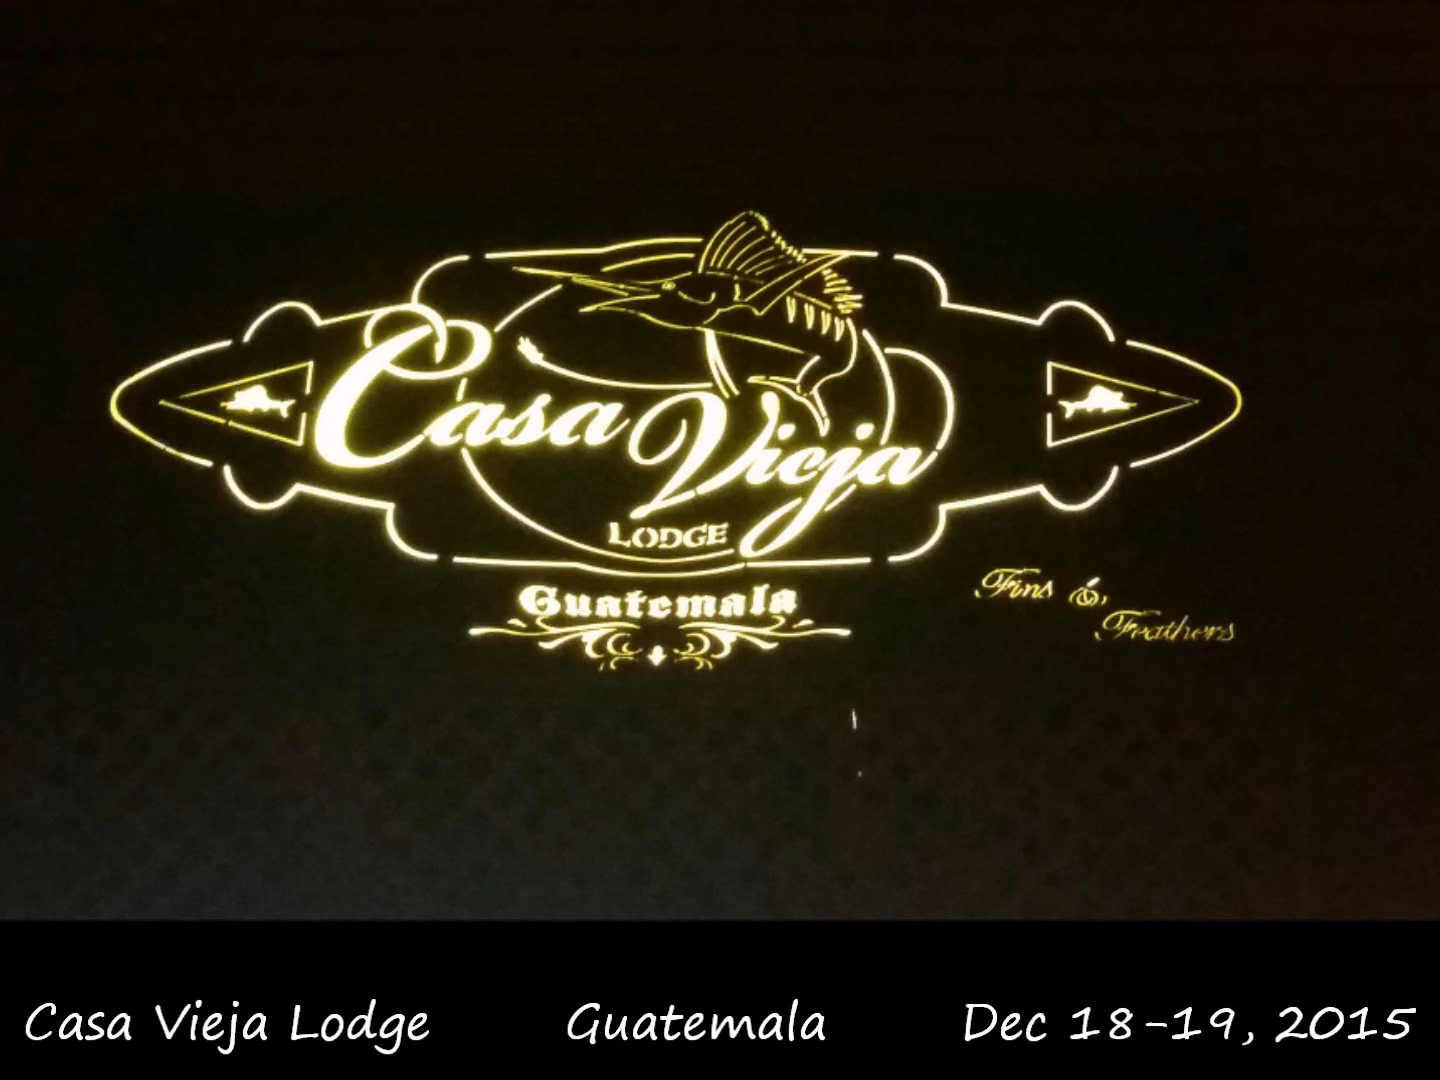 Casa Vieja
LODGE
Guatemala
Fins &
Feathers
Casa Vieja Lodge Guatemala Dec 18-19, 2015